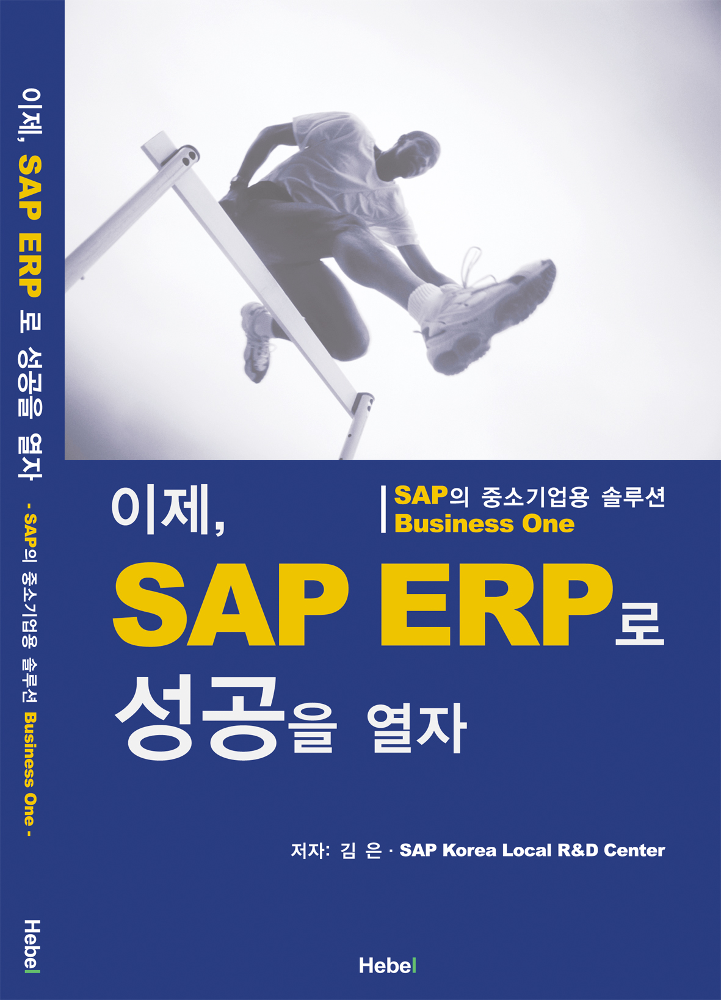 이제, SAP ERP 로 성공을 열자 - SAP의 중소기업용 솔루션 Business One -
Hebel
이제,
SAP의 중소기업용 솔루션
Business One
SAP ERP로
성공을 열자
저자: 김 은 · SAP Korea Local R&D Center
Hebel